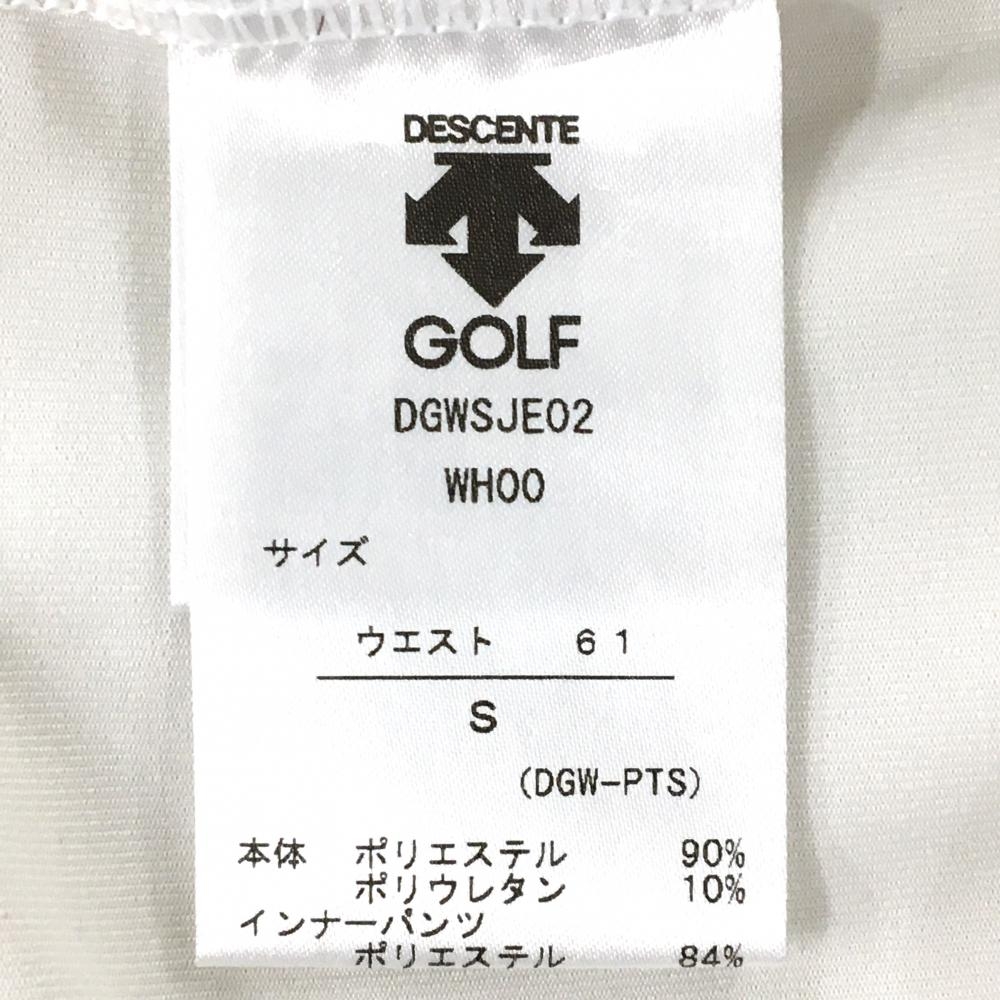 DESCENTE
GOLF
DGWSJE02
WH00
サイズ
ウエスト 61
S
(DGW-PTS)
本体 ポリエステル 90%
ポリウレタン 10%
インナーパンツ
ポリエステル 84%